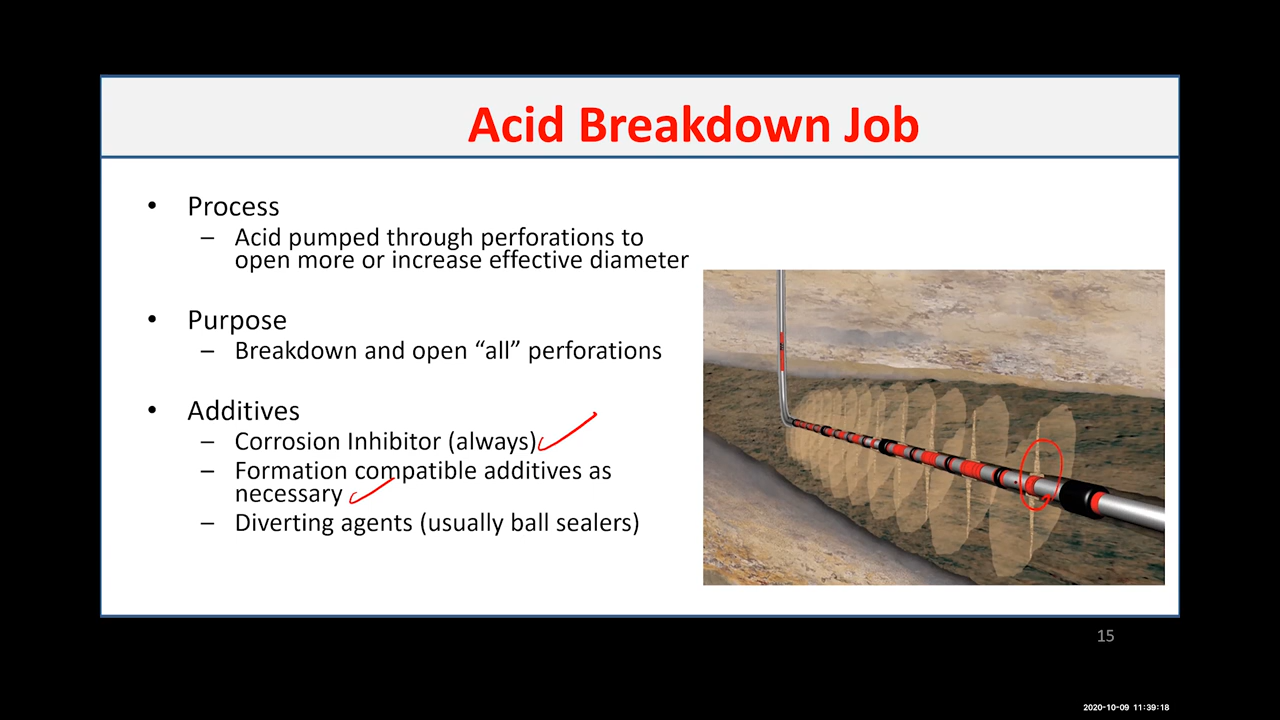 Acid Breakdown Job
• Process
– Acid pumped through perforations to
open more or increase effective diameter
• Purpose
– Breakdown and open “all” perforations
• Additives
– Corrosion Inhibitor (always)
– Formation compatible additives as
necessary
– Diverting agents (usually ball sealers)
15
2020-10-09 11:39:18